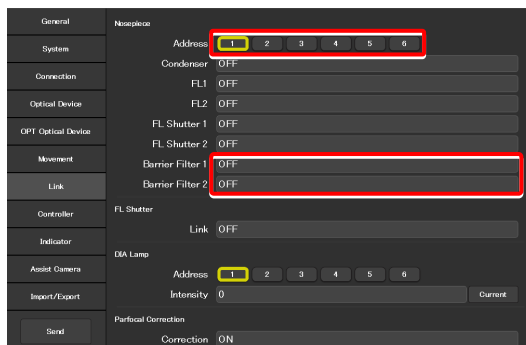 General
System
Connection
Optical Device
OPT Optical Device
Movement
Link
Controller
Indicator
Assist Camera
Import/Export
Send
Nosepiece
Address 1 2 3 4 5 6
Condenser OFF
FL1 OFF
FL2 OFF
FL Shutter 1 OFF
FL Shutter 2 OFF
Barrier Filter 1 OFF
Barrier Filter 2 OFF
FL Shutter
Link OFF
DIA Lamp
Address 1 2 3 4 5 6
Intensity 0 Current
Parfocal Correction
Correction ON